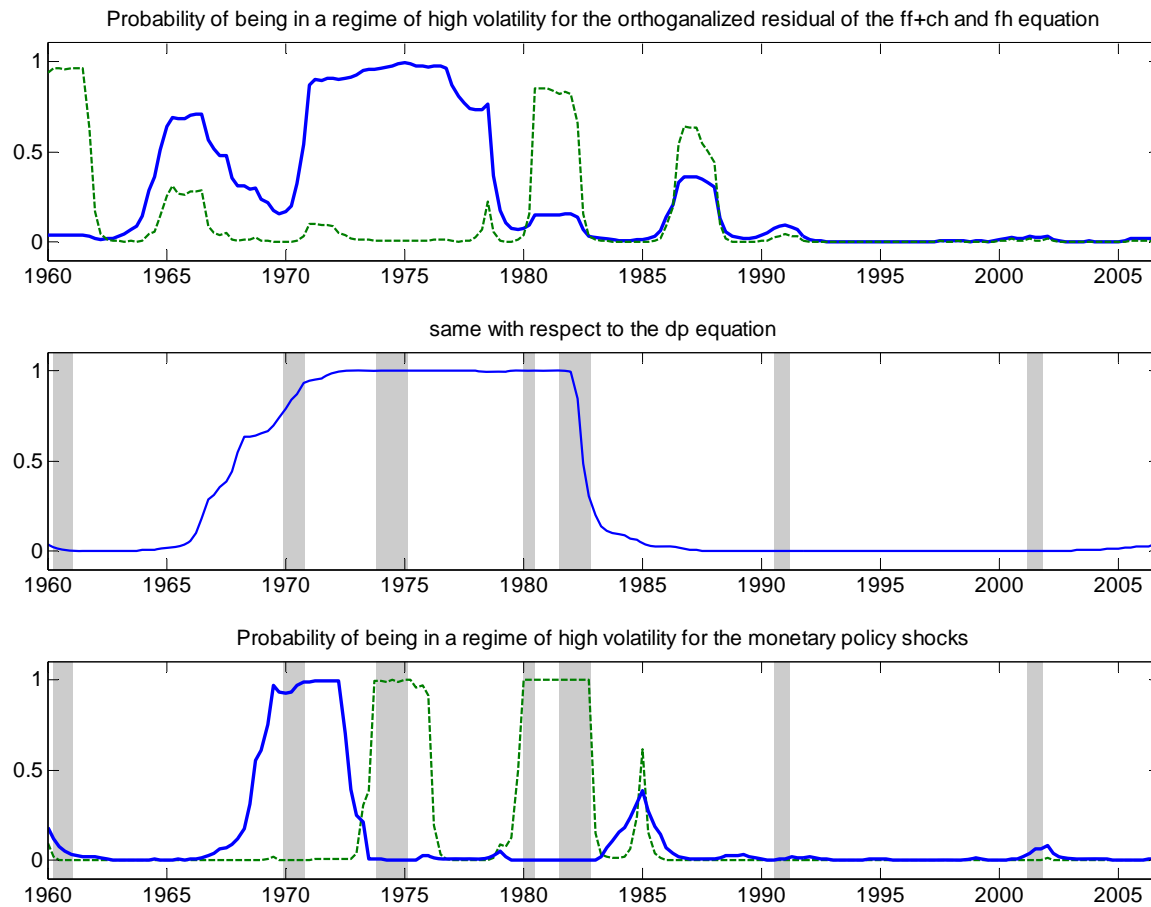 Probability of being in a regime of high volatility for the orthoganalized residual of the ff+ch and fh equation
1
0.5
0
1960 1965 1970 1975 1980 1985 1990 1995 2000 2005
same with respect to the dp equation
1
0.5
0
1960 1965 1970 1975 1980 1985 1990 1995 2000 2005
Probability of being in a regime of high volatility for the monetary policy shocks
1
0.5
0
1960 1965 1970 1975 1980 1985 1990 1995 2000 2005